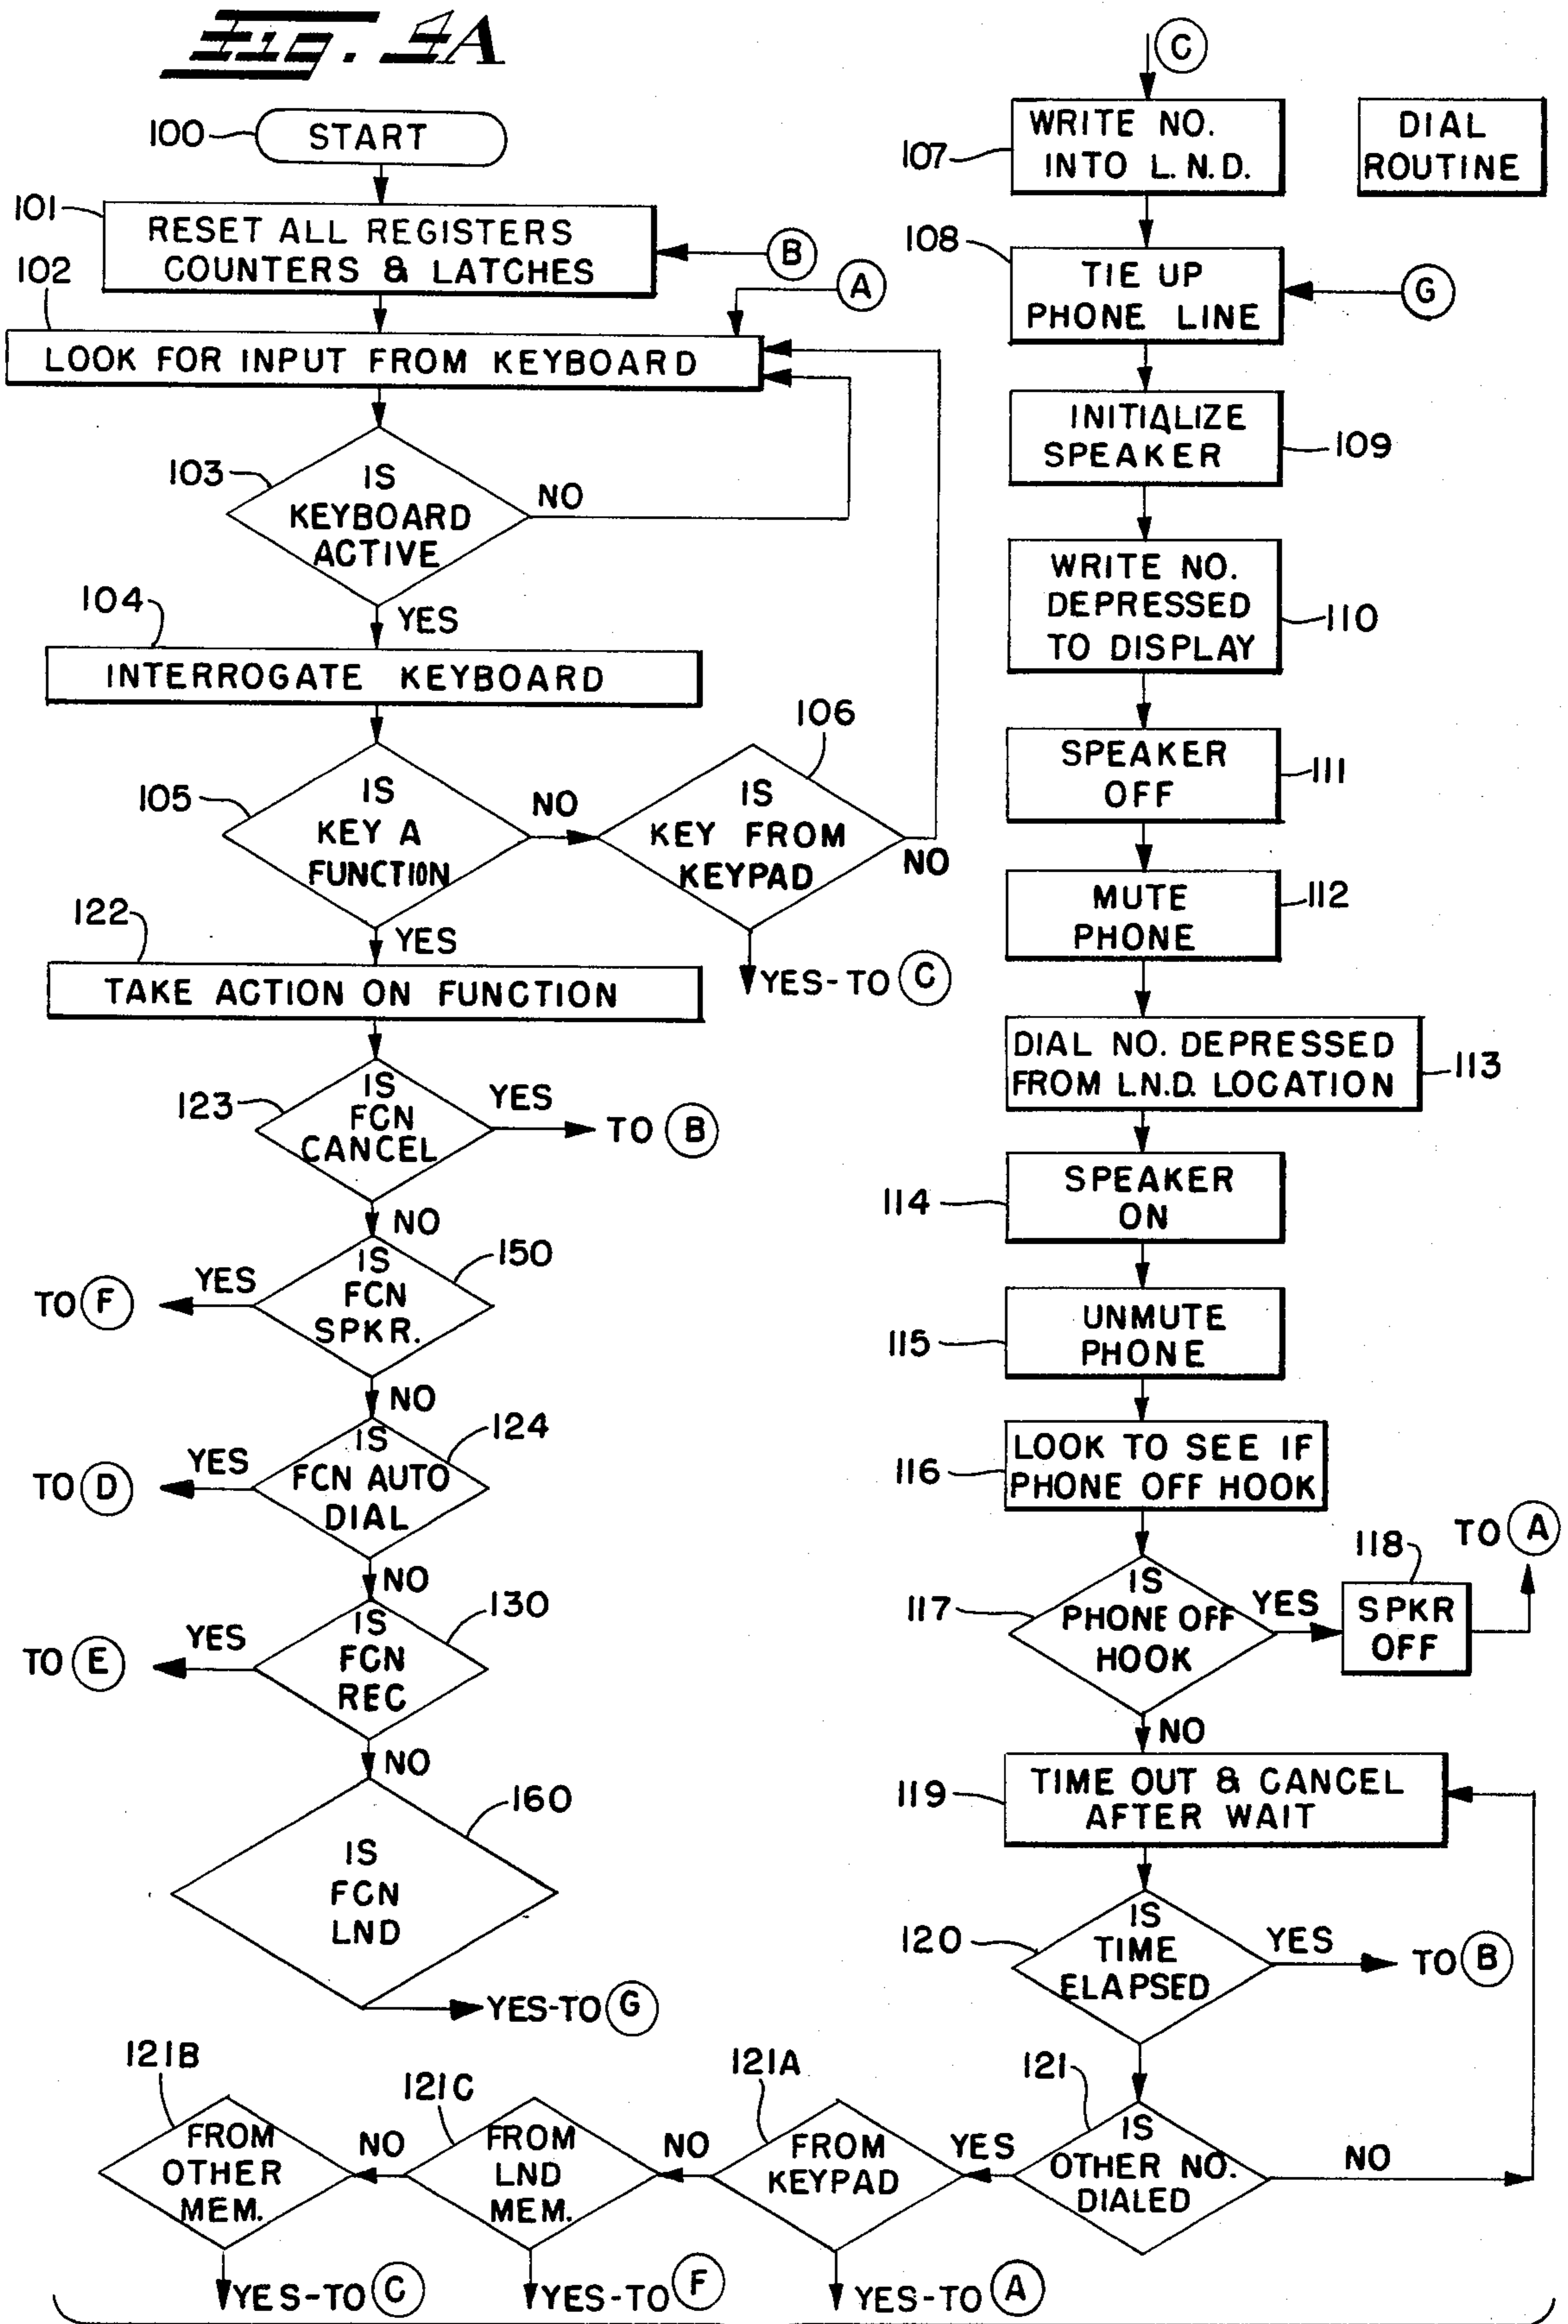 Fig. 9A
100
START
101
RESET ALL REGISTERS
COUNTERS & LATCHES
B
102
A
LOOK FOR INPUT FROM KEYBOARD
103
IS
KEYBOARD
ACTIVE
NO
104
YES
INTERROGATE KEYBOARD
105
IS
KEY A
FUNCTION
NO
106
IS
KEY FROM
KEYPAD
NO
122
YES
YES-TO C
TAKE ACTION ON FUNCTION
123
IS
FCN
CANCEL
YES
TO B
NO
150
IS
FCN
SPKR.
YES
TO F
NO
124
IS
FCN AUTO
DIAL
YES
TO D
NO
130
IS
FCN
REC
YES
TO E
NO
160
IS
FCN
LND
YES-TO G
C
107
WRITE NO.
INTO L.N.D.
DIAL
ROUTINE
108
TIE UP
PHONE LINE
G
INITIALIZE
SPEAKER
109
WRITE NO.
DEPRESSED
TO DISPLAY
110
SPEAKER
OFF
111
MUTE
PHONE
112
DIAL NO. DEPRESSED
FROM L.N.D. LOCATION
113
114
SPEAKER
ON
115
UNMUTE
PHONE
116
LOOK TO SEE IF
PHONE OFF HOOK
117
IS
PHONE OFF
HOOK
YES
118
SPKR
OFF
TO A
NO
119
TIME OUT & CANCEL
AFTER WAIT
120
IS
TIME
ELAPSED
YES
TO B
121
IS
OTHER NO.
DIALED
NO
YES
121A
FROM
KEYPAD
NO
YES-TO A
121C
FROM
LND
MEM.
NO
YES-TO F
121B
FROM
OTHER
MEM.
YES-TO C